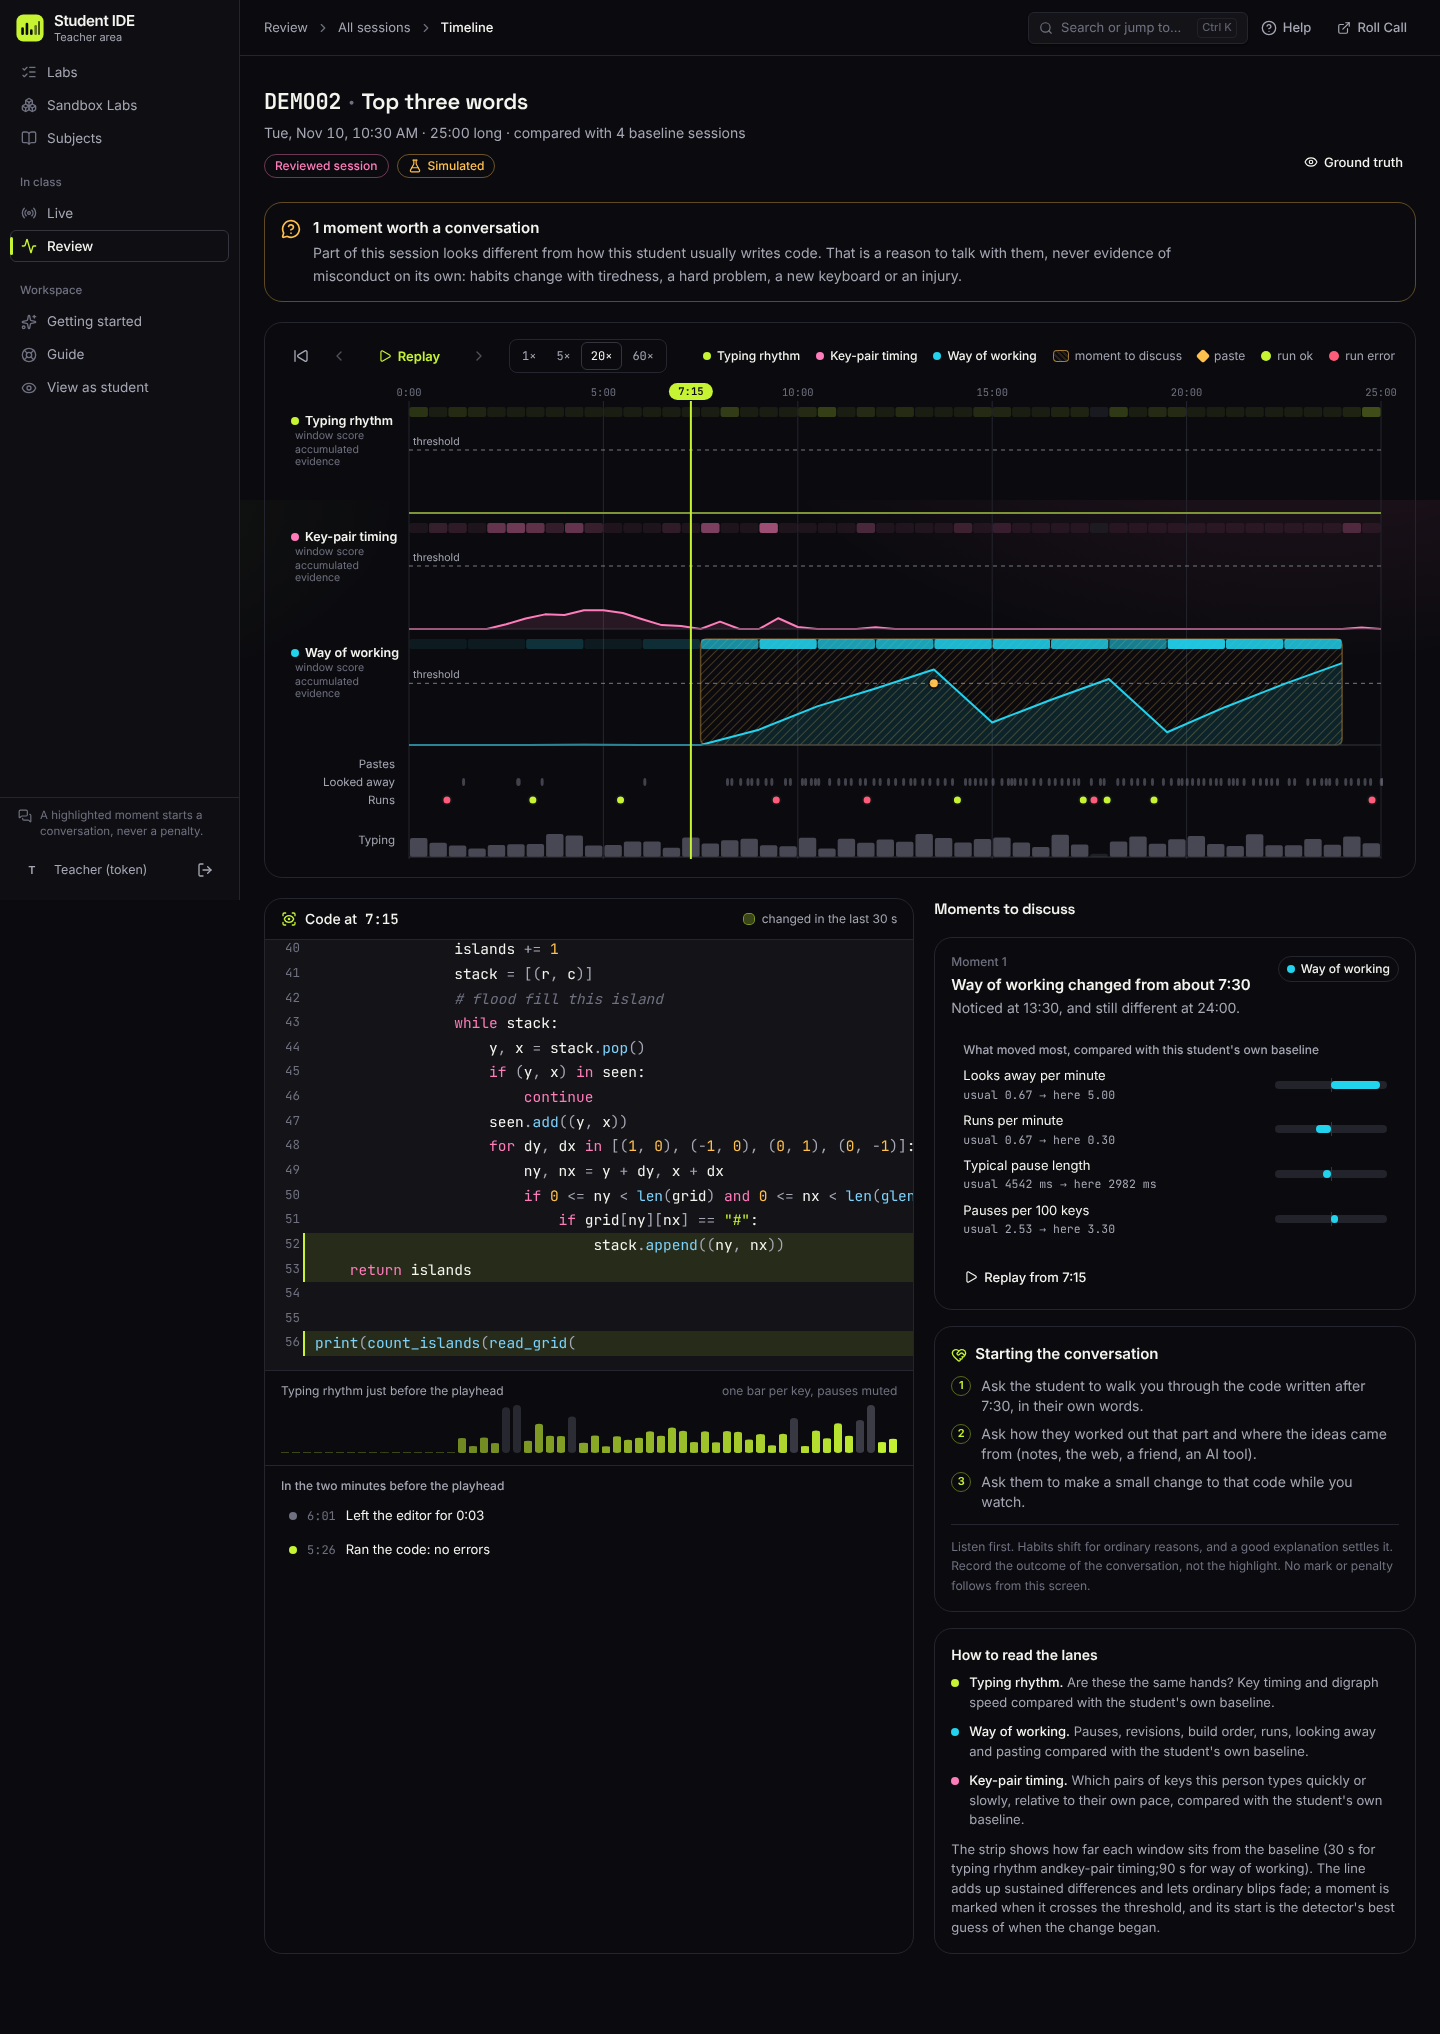 Student IDE
Teacher area
Labs
Sandbox Labs
Subjects
In class
Live
Review
Workspace
Getting started
Guide
View as student
A highlighted moment starts a
conversation, never a penalty.
T Teacher (token)
Review > All sessions > Timeline
Search or jump to... Ctrl K
Help
Roll Call
DEMO02 · Top three words
Tue, Nov 10, 10:30 AM · 25:00 long · compared with 4 baseline sessions
Reviewed session
Simulated
Ground truth
1 moment worth a conversation
Part of this session looks different from how this student usually writes code. That is a reason to talk with them, never evidence of
misconduct on its own: habits change with tiredness, a hard problem, a new keyboard or an injury.
Replay
1× 5× 20× 60×
Typing rhythm Key-pair timing Way of working moment to discuss paste run ok run error
0:00 5:00 7:15 10:00 15:00 20:00 25:00
Typing rhythm
window score
accumulated
evidence
threshold
Key-pair timing
window score
accumulated
evidence
threshold
Way of working
window score
accumulated
evidence
threshold
Pastes
Looked away
Runs
Typing
Code at 7:15
changed in the last 30 s
40 islands += 1
41 stack = [(r, c)]
42 # flood fill this island
43 while stack:
44 y, x = stack.pop()
45 if (y, x) in seen:
46 continue
47 seen.add((y, x))
48 for dy, dx in [(1, 0), (-1, 0), (0, 1), (0, -1)]:
49 ny, nx = y + dy, x + dx
50 if 0 <= ny < len(grid) and 0 <= nx < len(glen
51 if grid[ny][nx] == "#":
52 stack.append((ny, nx))
53 return islands
54
55
56 print(count_islands(read_grid(
Typing rhythm just before the playhead
one bar per key, pauses muted
In the two minutes before the playhead
6:01 Left the editor for 0:03
5:26 Ran the code: no errors
Moments to discuss
Moment 1
Way of working changed from about 7:30
Way of working
Noticed at 13:30, and still different at 24:00.
What moved most, compared with this student's own baseline
Looks away per minute
usual 0.67 → here 5.00
Runs per minute
usual 0.67 → here 0.30
Typical pause length
usual 4542 ms → here 2982 ms
Pauses per 100 keys
usual 2.53 → here 3.30
Replay from 7:15
Starting the conversation
1 Ask the student to walk you through the code written after
7:30, in their own words.
2 Ask how they worked out that part and where the ideas came
from (notes, the web, a friend, an AI tool).
3 Ask them to make a small change to that code while you
watch.
Listen first. Habits shift for ordinary reasons, and a good explanation settles it.
Record the outcome of the conversation, not the highlight. No mark or penalty
follows from this screen.
How to read the lanes
Typing rhythm. Are these the same hands? Key timing and digraph
speed compared with the student's own baseline.
Way of working. Pauses, revisions, build order, runs, looking away
and pasting compared with the student's own baseline.
Key-pair timing. Which pairs of keys this person types quickly or
slowly, relative to their own pace, compared with the student's own
baseline.
The strip shows how far each window sits from the baseline (30 s for
typing rhythm andkey-pair timing;90 s for way of working). The line
adds up sustained differences and lets ordinary blips fade; a moment is
marked when it crosses the threshold, and its start is the detector's best
guess of when the change began.